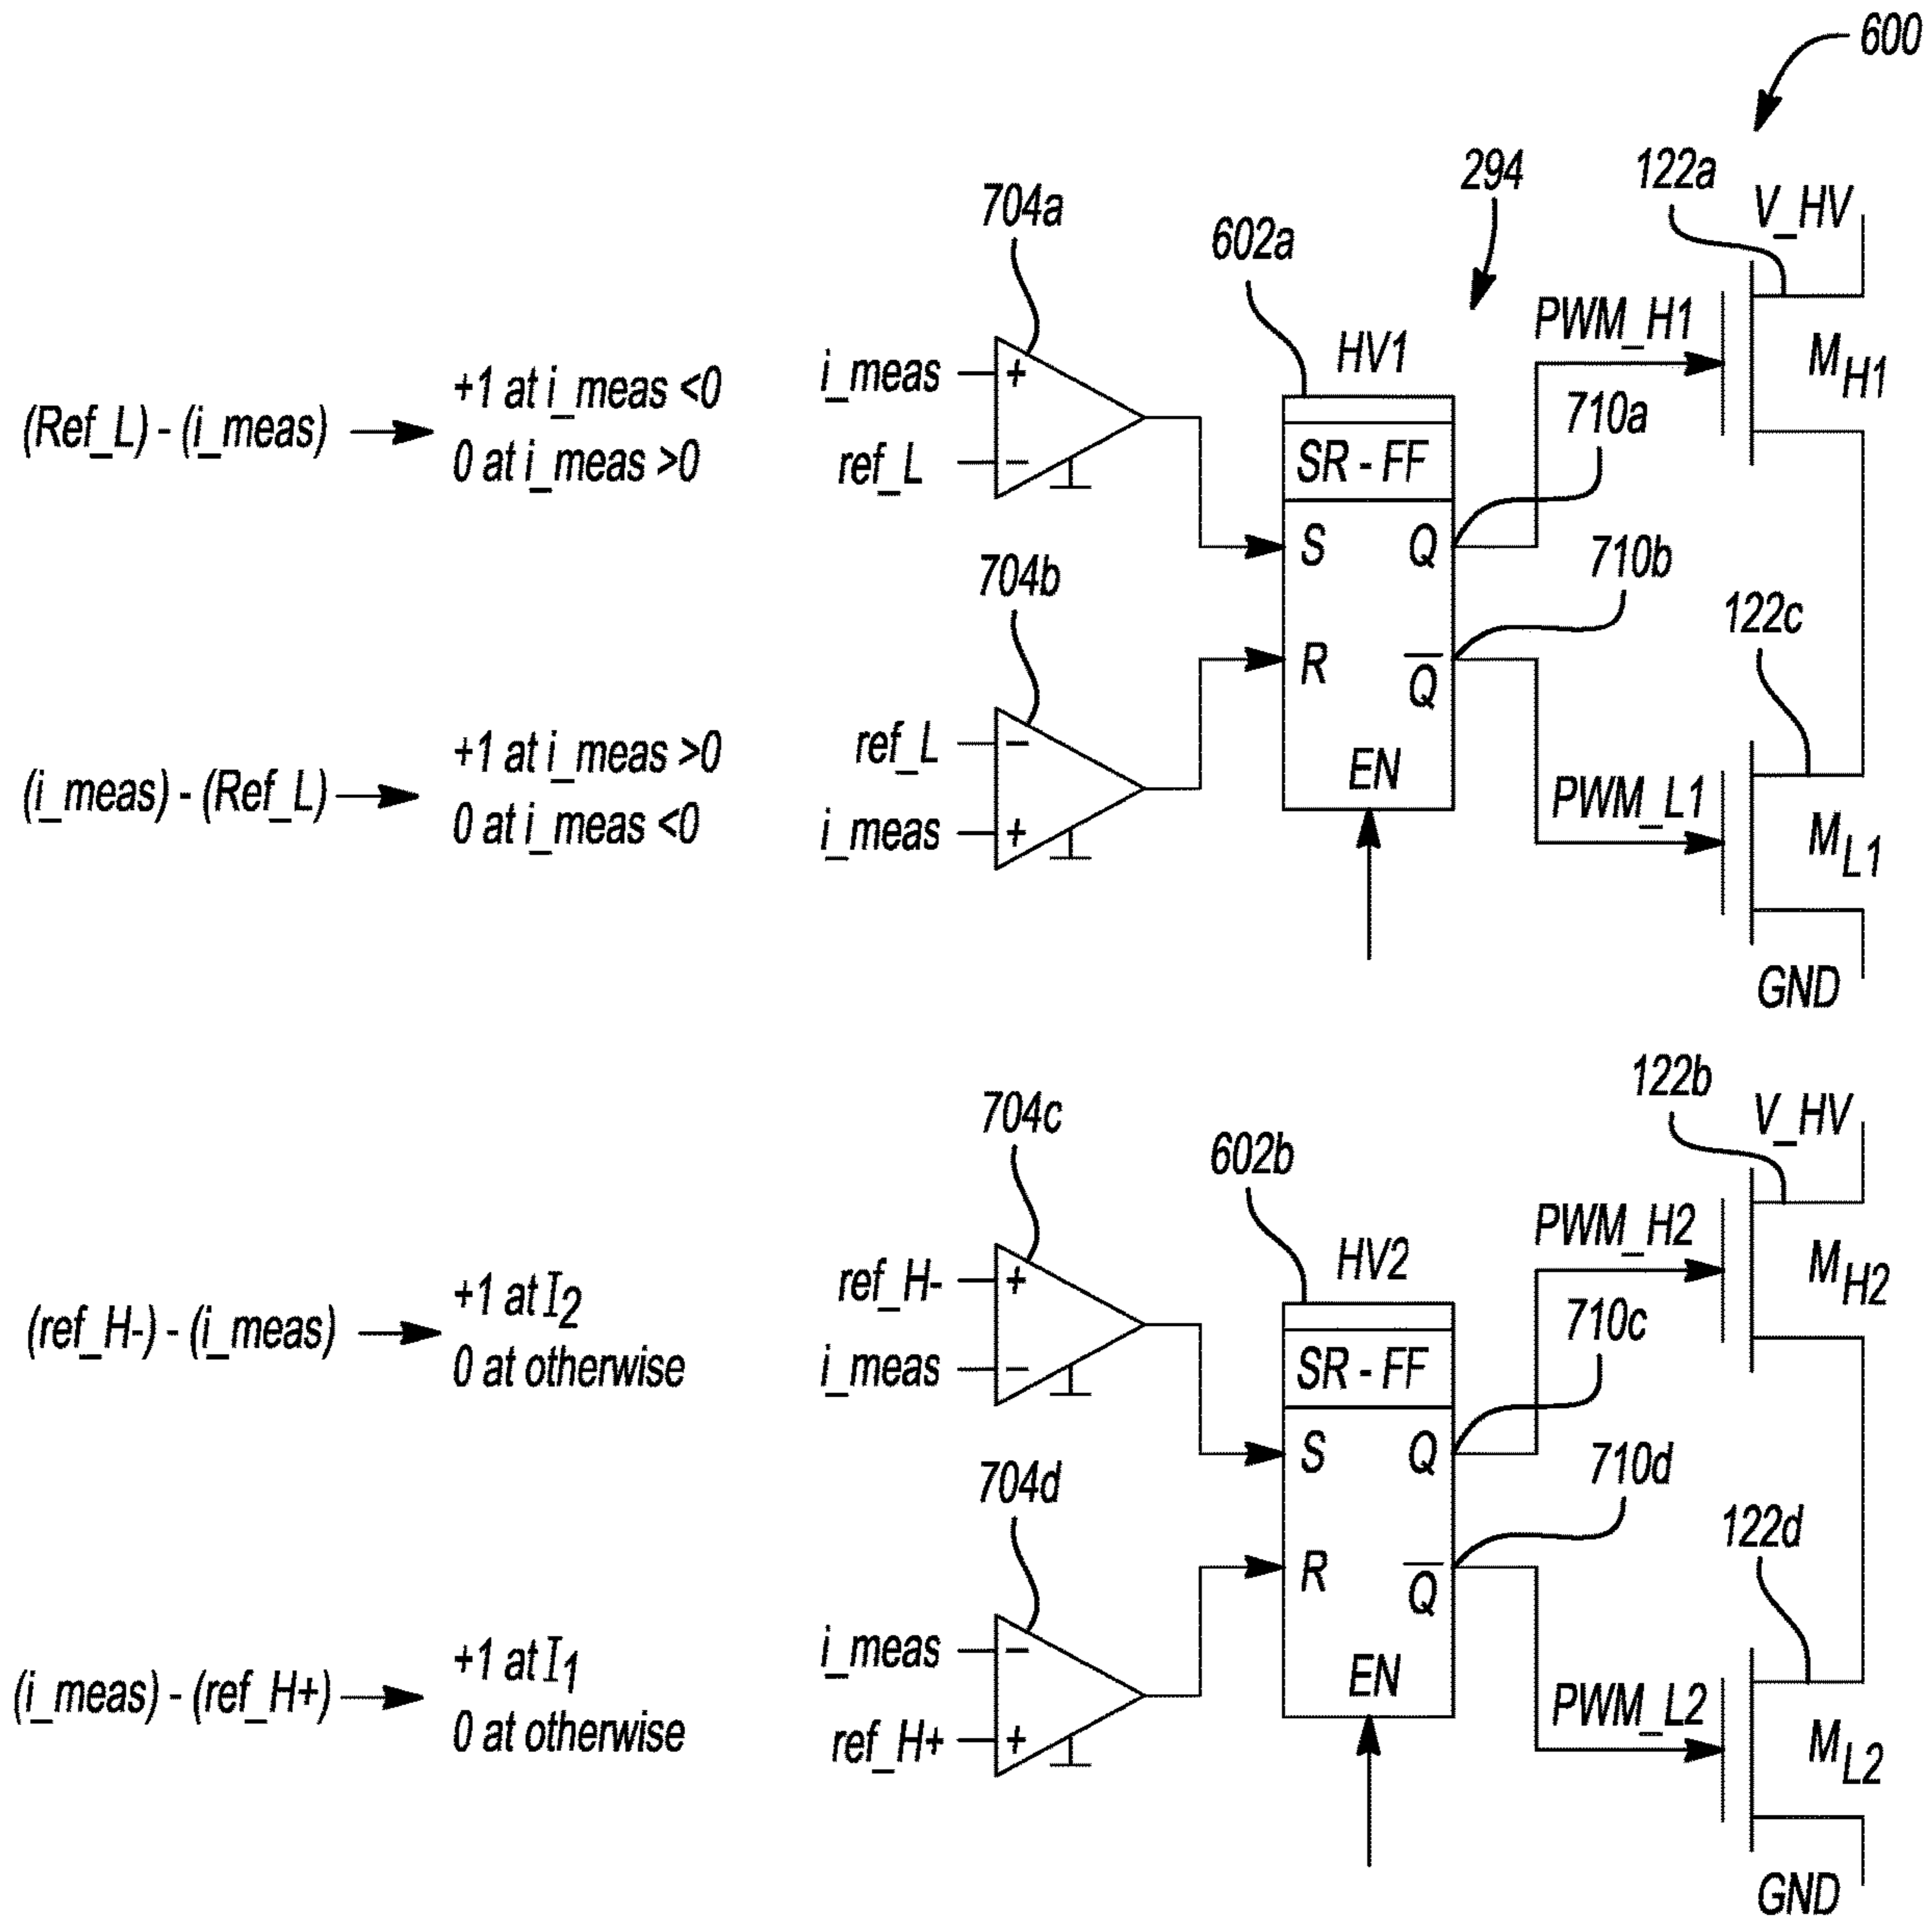 600
294
122a
V_HV
704a
602a
PWM_H1
HV1
M H1
i_meas
+
(Ref_L) - (i_meas)
+1 at i_meas <0
0 at i_meas >0
ref_L
−
SR - FF
710a
S
Q
704b
710b
122c
R
Q̅
ref_L
−
EN
PWM_L1
(i_meas) - (Ref_L)
+1 at i_meas >0
0 at i_meas <0
i_meas
+
M L1
GND
122b
V_HV
704c
602b
PWM_H2
HV2
M H2
ref_H-
+
(ref_H-) - (i_meas)
+1 at I2
0 at otherwise
i_meas
−
SR - FF
710c
S
Q
704d
710d
122d
R
Q̅
i_meas
−
EN
PWM_L2
(i_meas) - (ref_H+)
+1 at I1
0 at otherwise
ref_H+
+
M L2
GND